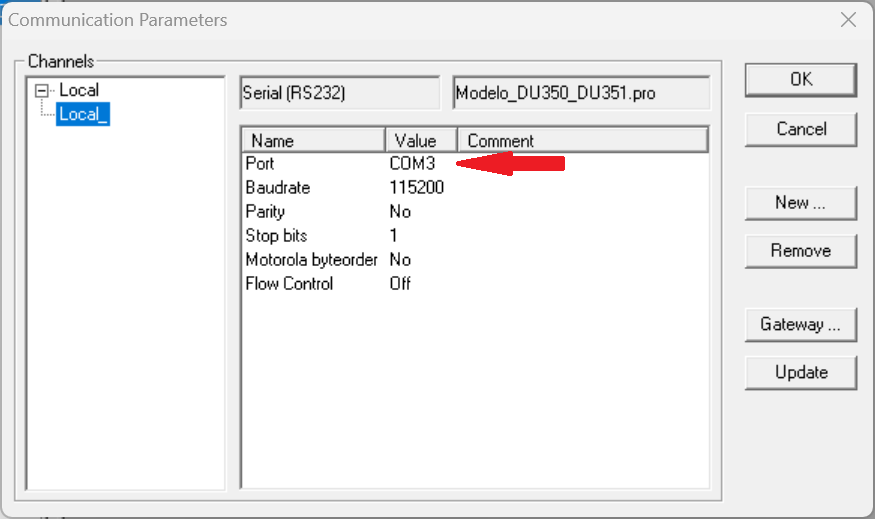 Communication Parameters
Channels
Local
Local_
Serial (RS232)
Modelo_DU350_DU351.pro
Name Value Comment
Port COM3
Baudrate 115200
Parity No
Stop bits 1
Motorola byteorder No
Flow Control Off
OK
Cancel
New ...
Remove
Gateway ...
Update